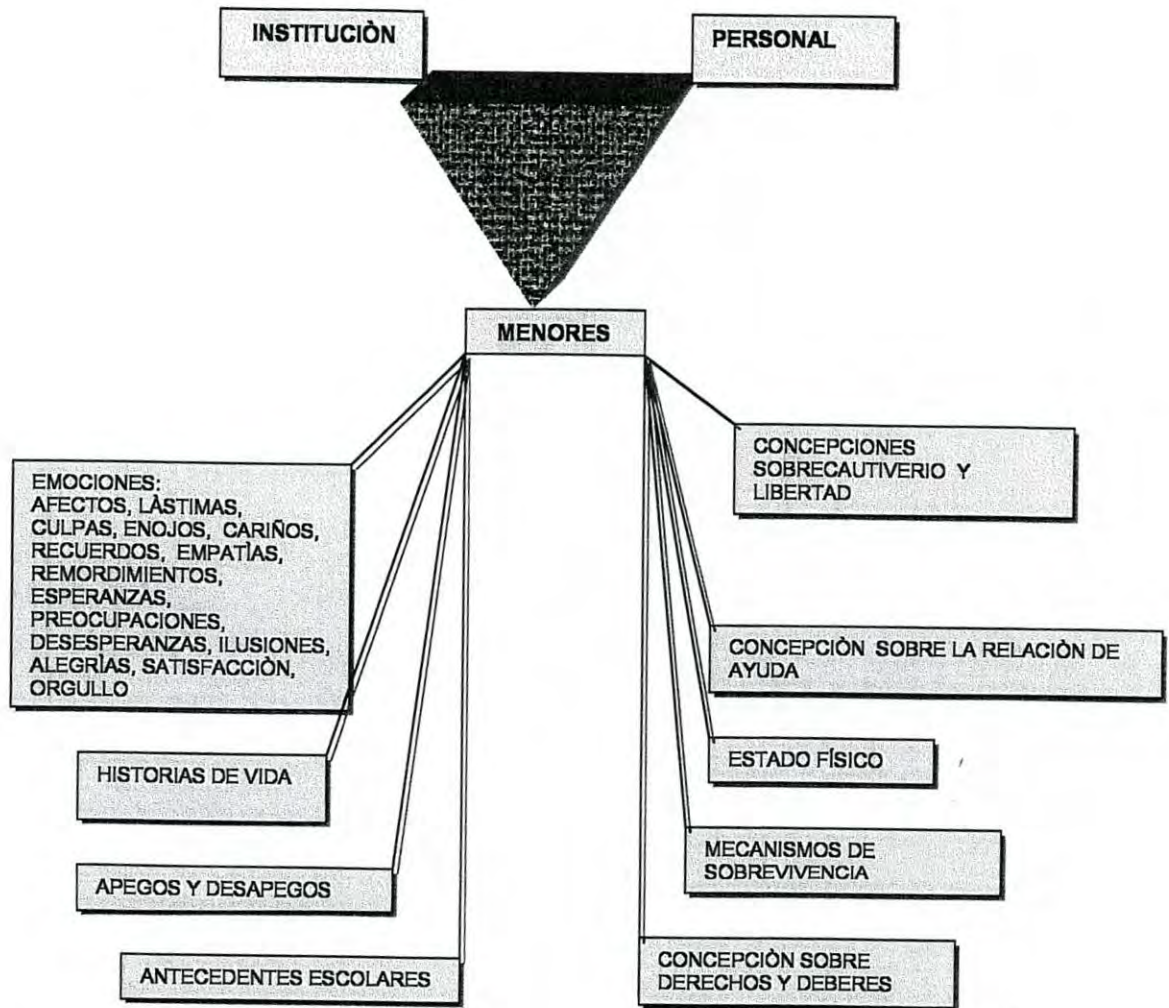 INSTITUCIÒN
PERSONAL
MENORES
EMOCIONES:
AFECTOS, LÀSTIMAS,
CULPAS, ENOJOS, CARIÑOS,
RECUERDOS, EMPATÌAS,
REMORDIMIENTOS,
ESPERANZAS,
PREOCUPACIONES,
DESESPERANZAS, ILUSIONES,
ALEGRÌAS, SATISFACCIÒN,
ORGULLO
HISTORIAS DE VIDA
APEGOS Y DESAPEGOS
ANTECEDENTES ESCOLARES
CONCEPCIONES
SOBRECAUTIVERIO Y
LIBERTAD
CONCEPCIÒN SOBRE LA RELACIÒN DE
AYUDA
ESTADO FÍSICO
MECANISMOS DE
SOBREVIVENCIA
CONCEPCIÒN SOBRE
DERECHOS Y DEBERES